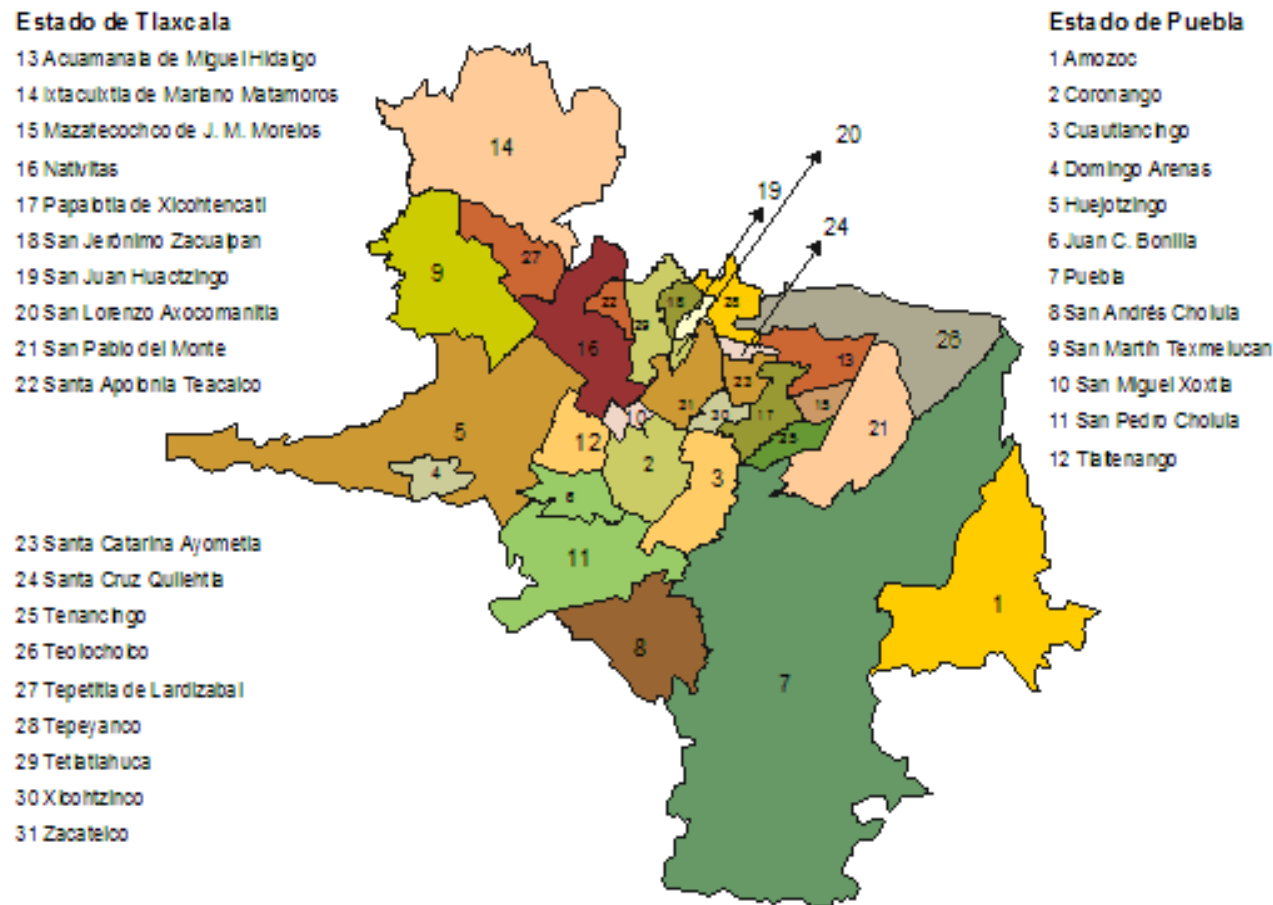 Estado de Tlaxcala
13 Acuamanala de Miguel Hidalgo
14 Ixtacuixtla de Mariano Matamoros
15 Mazatecochco de J. M. Morelos
16 Nativitas
17 Papalotla de Xicohtencatl
18 San Jerónimo Zacualpan
19 San Juan Huactzingo
20 San Lorenzo Axocomanitla
21 San Pablo del Monte
22 Santa Apolonia Teacalco
23 Santa Catarina Ayometla
24 Santa Cruz Quilehtla
25 Tenancingo
26 Teolocholco
27 Tepetitla de Lardizabal
28 Tepeyanco
29 Tetlatlahuca
30 Xicohtzinco
31 Zacatelco
Estado de Puebla
1 Amozoc
2 Coronango
3 Cuautlancingo
4 Domingo Arenas
5 Huejotzingo
6 Juan C. Bonilla
7 Puebla
8 San Andrés Cholula
9 San Martín Texmelucan
10 San Miguel Xoxtla
11 San Pedro Cholula
12 Tlaltenango
14
20
19
24
27
9
22
18
28
29
16
26
13
23
15
31
30
17
21
10
25
12
5
2
3
4
6
11
1
8
7